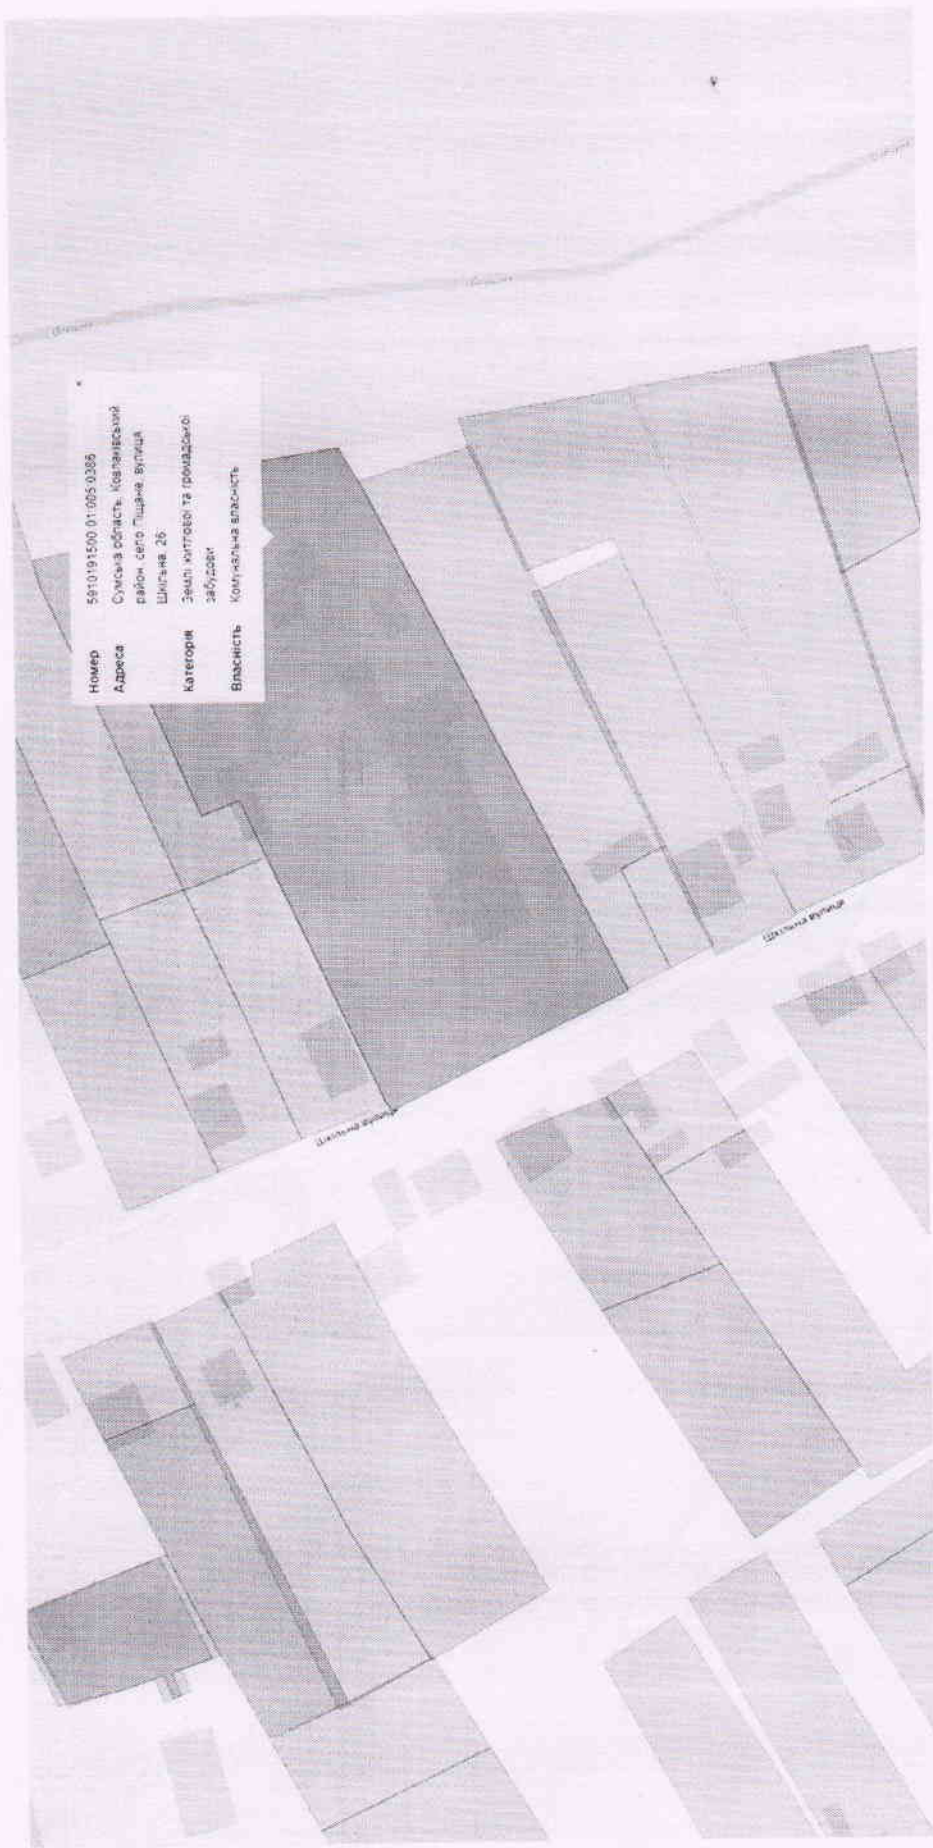 Номер 5910191500:01:005:0386
Адреса Сумська область, Ковпаківський
район, село Піщане, вулиця
Шкільна, 26
Категорія Землі житлової та громадської
забудови
Власність Комунальна власність
Шкільна вулиця
Шкільна вулиця